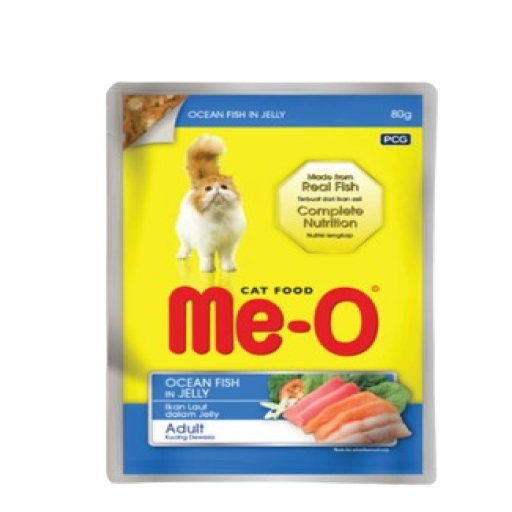 OCEAN FISH IN JELLY
80g
PCG
Made from
Real Fish
Terbuat dari ikan asli
Complete
Nutrition
Nutrisi lengkap
CAT FOOD
Me-O
OCEAN FISH
IN JELLY
Ikan Laut
dalam Jelly
Adult
Kucing Dewasa